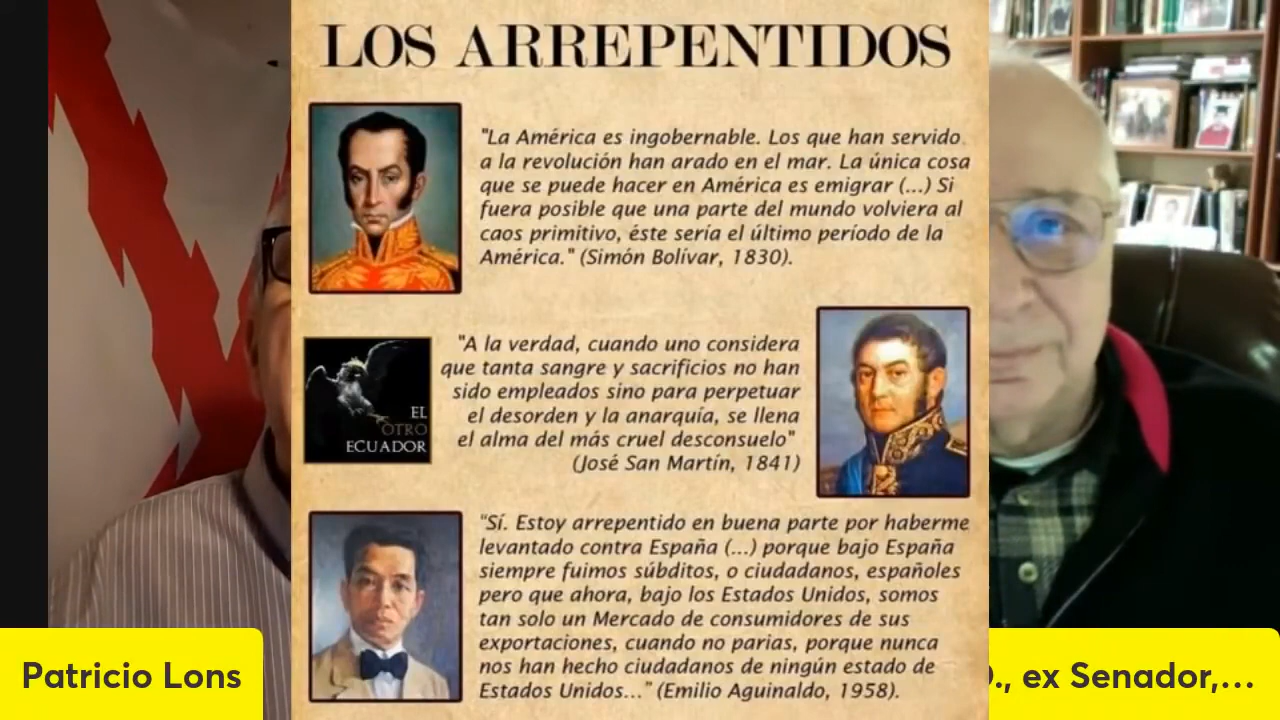 LOS ARREPENTIDOS
"La América es ingobernable. Los que han servido
a la revolución han arado en el mar. La única cosa
que se puede hacer en América es emigrar (...) Si
fuera posible que una parte del mundo volviera al
caos primitivo, éste sería el último período de la
América." (Simón Bolívar, 1830).
"A la verdad, cuando uno considera
que tanta sangre y sacrificios no han
sido empleados sino para perpetuar
el desorden y la anarquía, se llena
el alma del más cruel desconsuelo"
(José San Martín, 1841)
EL
OTRO
ECUADOR
"Sí. Estoy arrepentido en buena parte por haberme
levantado contra España (...) porque bajo España
siempre fuimos súbditos, o ciudadanos, españoles
pero que ahora, bajo los Estados Unidos, somos
tan solo un Mercado de consumidores de sus
exportaciones, cuando no parias, porque nunca
nos han hecho ciudadanos de ningún estado de
Estados Unidos..." (Emilio Aguinaldo, 1958).
Patricio Lons
., ex Senador,...